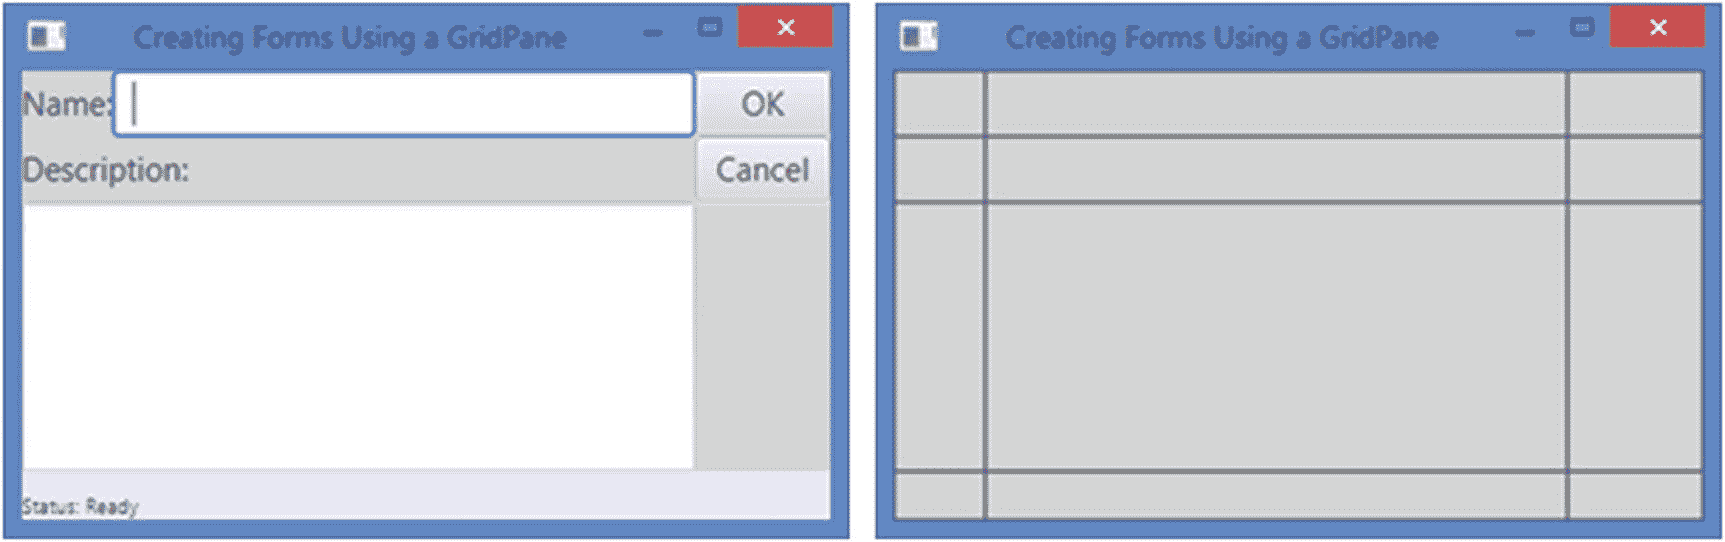 Creating Forms Using a GridPane
Name:
OK
Description:
Cancel
Status: Ready
Creating Forms Using a GridPane